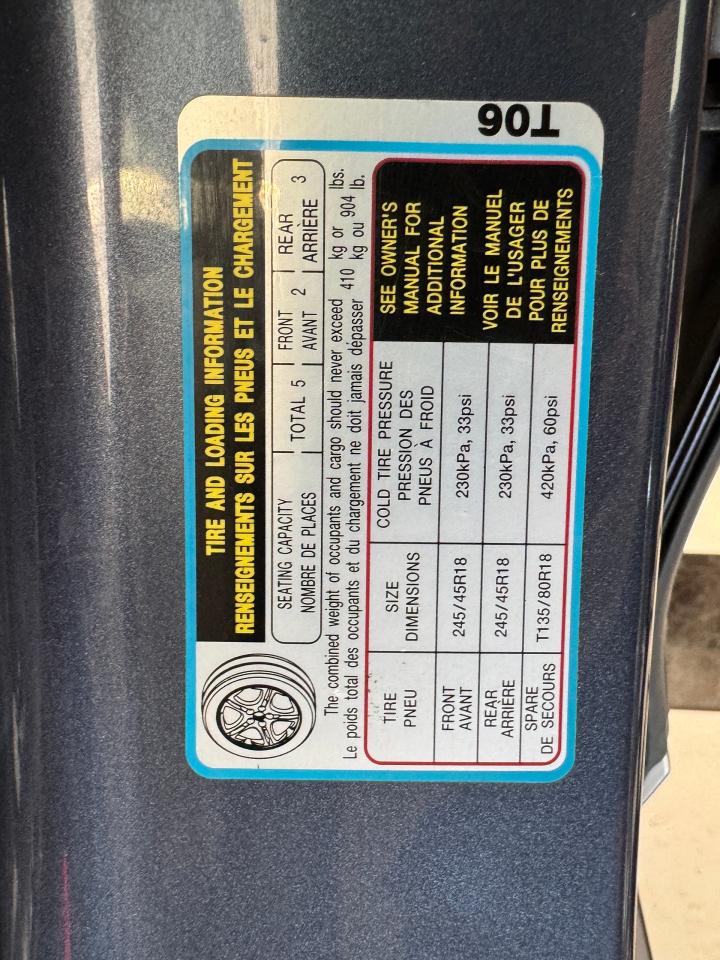 TIRE AND LOADING INFORMATION
RENSEIGNEMENTS SUR LES PNEUS ET LE CHARGEMENT
SEATING CAPACITY TOTAL 5 FRONT 2 REAR 3
NOMBRE DE PLACES AVANT ARRIÈRE
The combined weight of occupants and cargo should never exceed 410 kg or 904 lbs.
Le poids total des occupants et du chargement ne doit jamais dépasser kg ou lb.
TIRE SIZE COLD TIRE PRESSURE
PNEU DIMENSIONS PRESSION DES
PNEUS À FROID
FRONT 245/45R18 230kPa, 33psi
AVANT
REAR 245/45R18 230kPa, 33psi
ARRIÈRE
SPARE T135/80R18 420kPa, 60psi
DE SECOURS
SEE OWNER'S
MANUAL FOR
ADDITIONAL
INFORMATION
VOIR LE MANUEL
DE L'USAGER
POUR PLUS DE
RENSEIGNEMENTS
T06